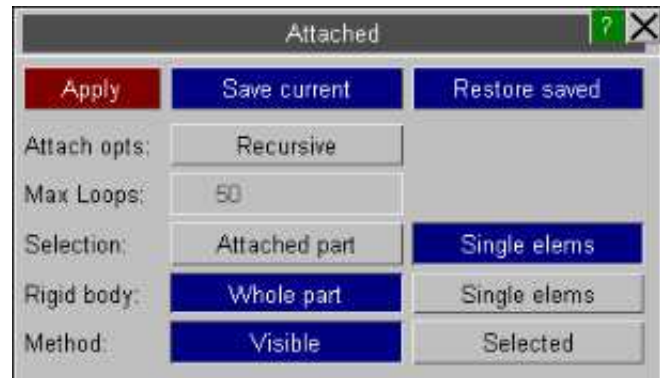 Attached ?
Apply Save current Restore saved
Attach opts: Recursive
Max Loops: 50
Selection: Attached part Single elems
Rigid body: Whole part Single elems
Method: Visible Selected